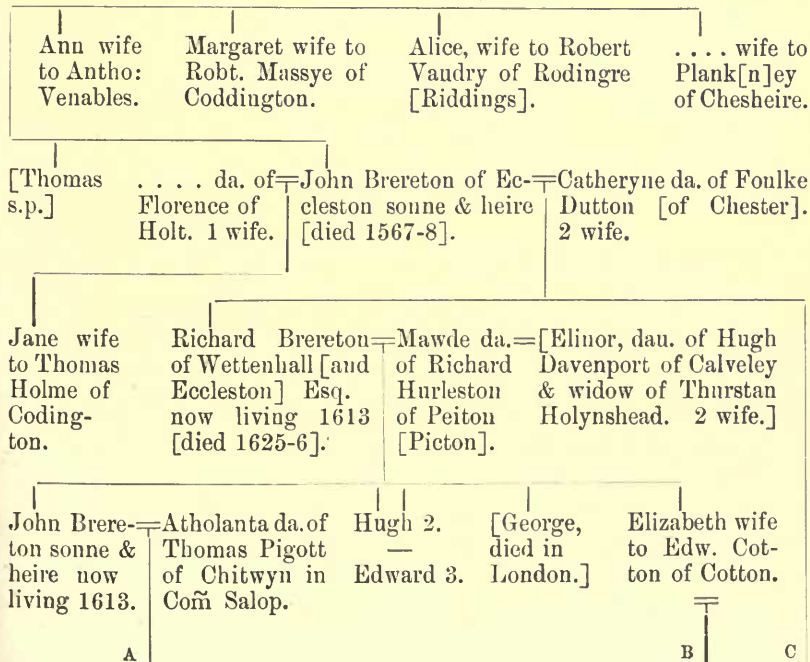 Ann wife
to Antho:
Venables.
Margaret wife to
Robt. Massye of
Coddington.
Alice, wife to Robert
Vaudry of Rodingre
[Riddings].
. . . . wife to
Plank[n]ey
of Chesheire.
[Thomas
s.p.]
. . . . da. of
Florence of
Holt. 1 wife.
John Brereton of Ec-
cleston sonne & heire
[died 1567-8].
Catheryne da. of Foulke
Dutton [of Chester].
2 wife.
Jane wife
to Thomas
Holme of
Coding-
ton.
Richard Brereton
of Wettenhall [and
Eccleston] Esq.
now living 1613
[died 1625-6].
Mawde da.
of Richard
Hurleston
of Peiton
[Picton].
[Elinor, dau. of Hugh
Davenport of Calveley
& widow of Thurstan
Holynshead. 2 wife.]
John Brere-
ton sonne &
heire now
living 1613.
Atholanta da. of
Thomas Pigott
of Chitwyn in
Com̃ Salop.
Hugh 2.
—
Edward 3.
[George,
died in
London.]
Elizabeth wife
to Edw. Cot-
ton of Cotton.
A
B
C